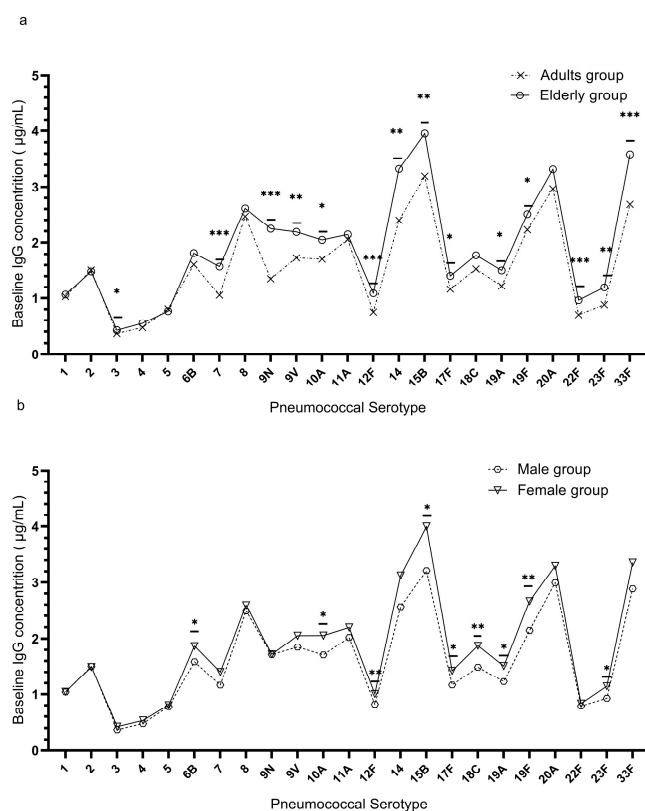 a
Adults group
Elderly group
Baseline IgG concentrition ( μg/mL)
5
4
3
2
1
0
* *** *** ** * *** ** ** * * * *** ** ***
1 2 3 4 5 6B 7 8 9N 9V 10A 11A 12F 14 15B 17F 18C 19A 19F 20A 22F 23F 33F
Pneumococcal Serotype
b
Male group
Female group
Baseline IgG concentrition ( μg/mL)
5
4
3
2
1
0
* * ** * * ** * ** *
1 2 3 4 5 6B 7 8 9N 9V 10A 11A 12F 14 15B 17F 18C 19A 19F 20A 22F 23F 33F
Pneumococcal Serotype